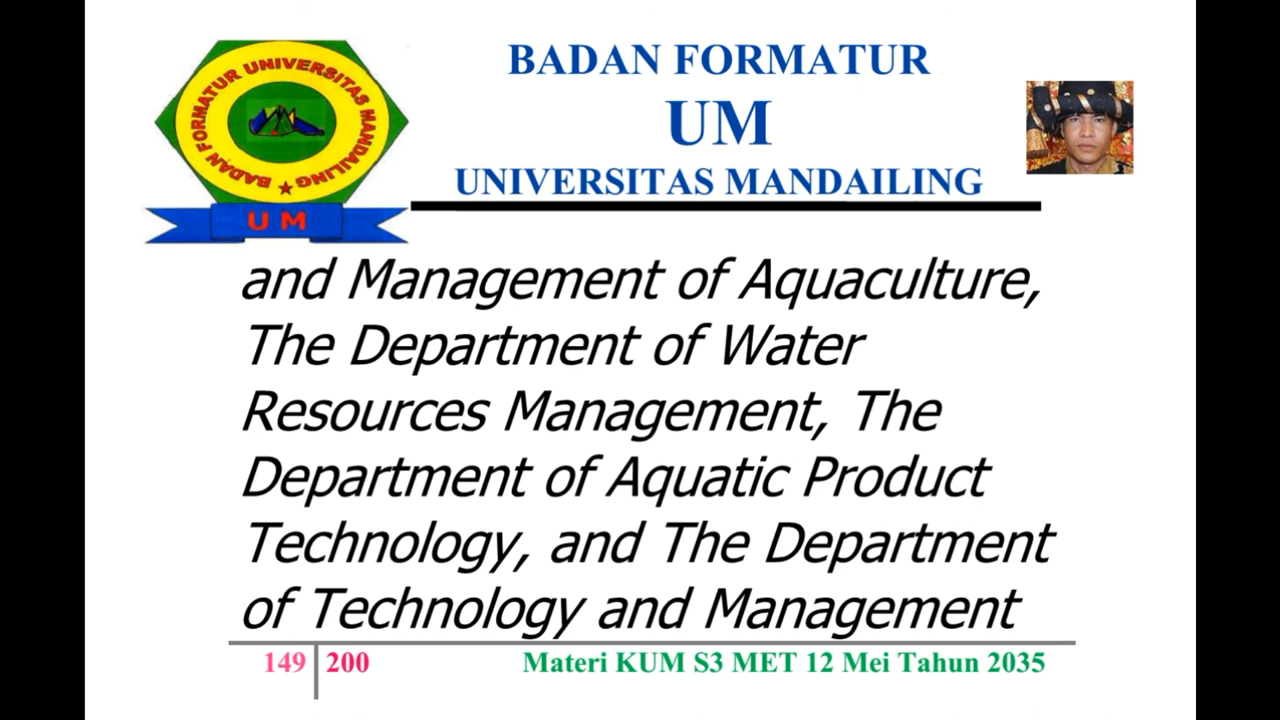 BADAN FORMATUR UNIVERSITAS MANDAILING
UM
BADAN FORMATUR
UM
UNIVERSITAS MANDAILING
and Management of Aquaculture,
The Department of Water
Resources Management, The
Department of Aquatic Product
Technology, and The Department
of Technology and Management
149 200
Materi KUM S3 MET 12 Mei Tahun 2035